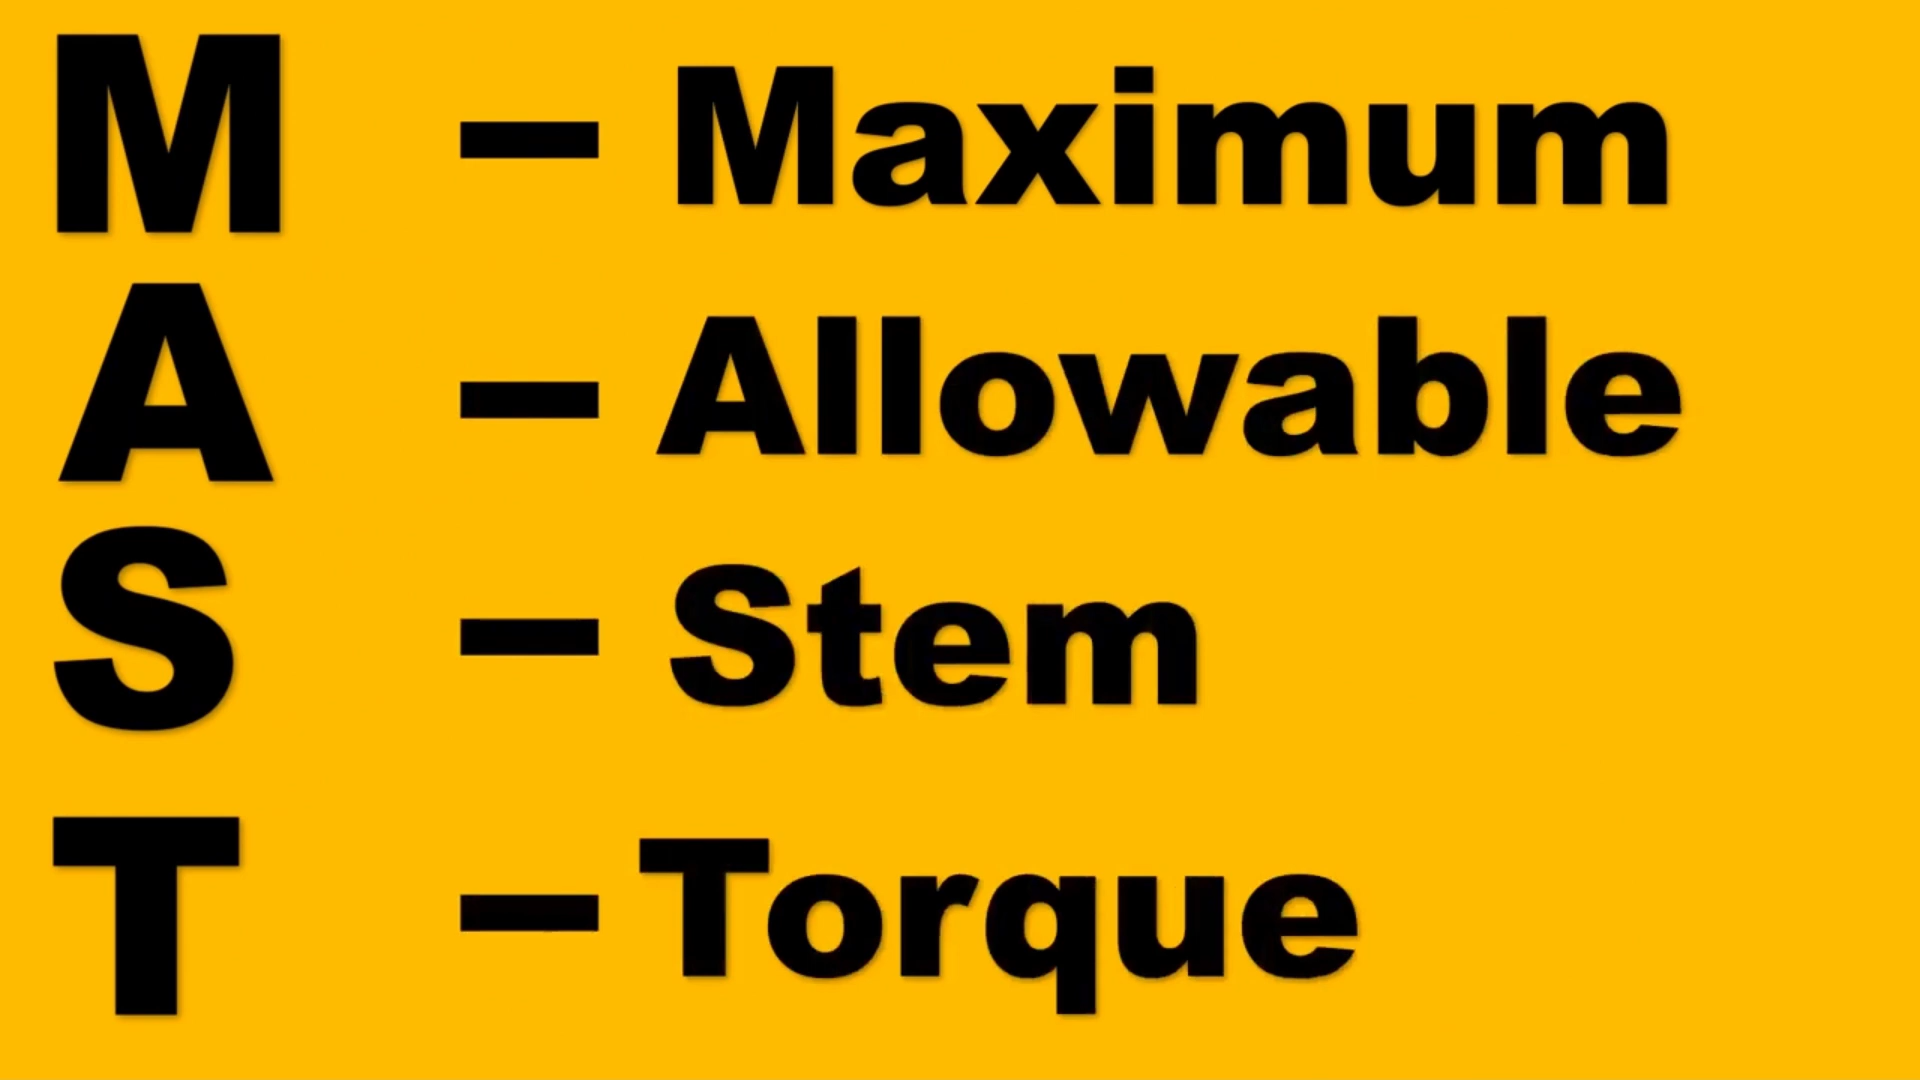 M – Maximum
A – Allowable
S – Stem
T – Torque